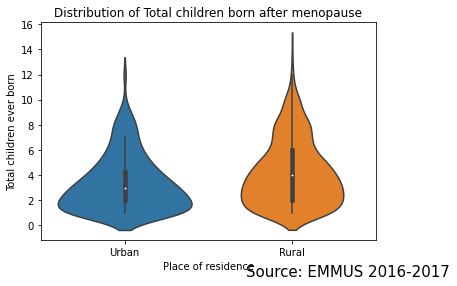 Distribution of Total children born after menopause
Total children ever born
16
14
12
10
8
6
4
2
0
Urban
Rural
Place of residence
Source: EMMUS 2016-2017